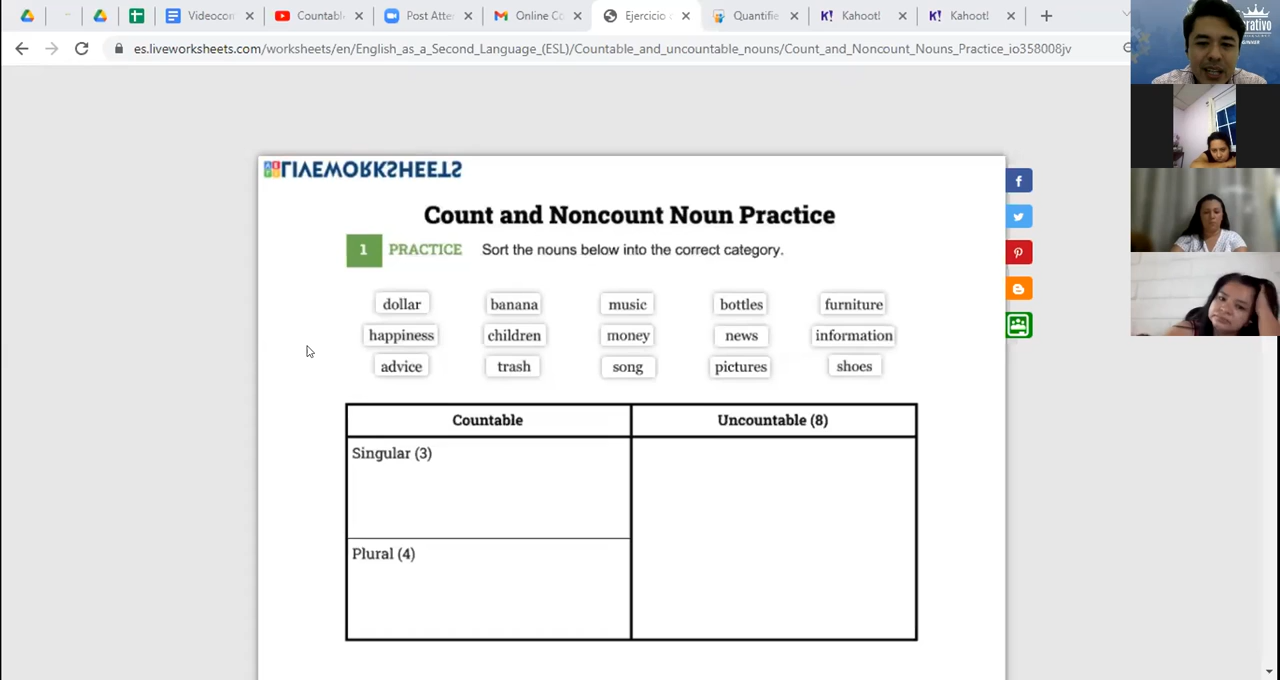 Videocon
Countabl
Post Atte
Online Co
Ejercicio
Quantifie
Kahoot!
Kahoot!
es.liveworksheets.com/worksheets/en/English_as_a_Second_Language_(ESL)/Countable_and_uncountable_nouns/Count_and_Noncount_Nouns_Practice_io358008jv
LIVEWORKSHEETS
Count and Noncount Noun Practice
1 PRACTICE Sort the nouns below into the correct category.
dollar banana music bottles furniture
happiness children money news information
advice trash song pictures shoes
Countable Uncountable (8)
Singular (3)
Plural (4)